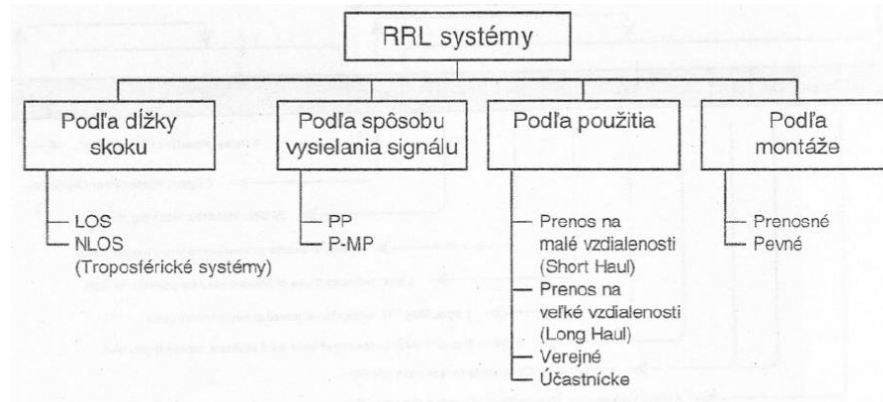 RRL systémy
Podľa dĺžky
skoku
LOS
NLOS
(Troposférické systémy)
Podľa spôsobu
vysielania signálu
PP
P-MP
Podľa použitia
Prenos na
malé vzdialenosti
(Short Haul)
Prenos na
veľké vzdialenosti
(Long Haul)
Verejné
Účastnícke
Podľa
montáže
Prenosné
Pevné